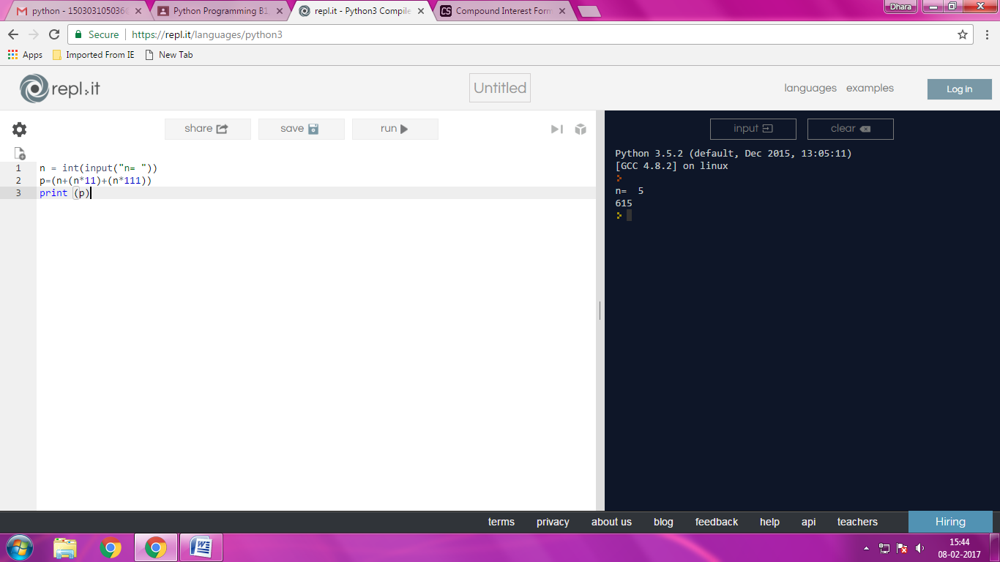 python - 150303105036@
Python Programming B1
repl.it - Python3 Compile
Compound Interest Form
Dhara
Secure
https://repl.it/languages/python3
Apps
Imported From IE
New Tab
repl.it
Untitled
languages
examples
Log in
share
save
run
input
clear
1 n = int(input("n= "))
2 p=(n+(n*11)+(n*111))
3 print (p)
Python 3.5.2 (default, Dec 2015, 13:05:11)
[GCC 4.8.2] on linux
n=  5
615
terms
privacy
about us
blog
feedback
help
api
teachers
Hiring
15:44
08-02-2017